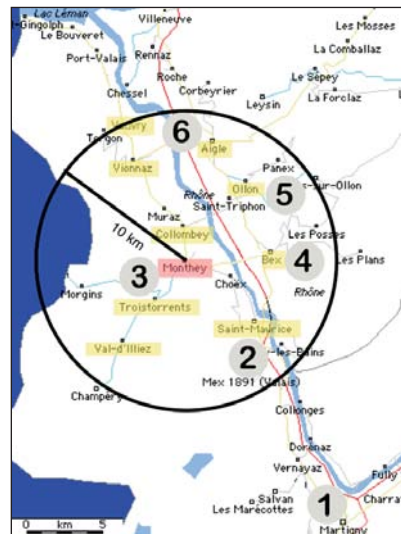 Lac Léman
-Gingolph
Villeneuve
Le Bouveret
Rennaz
Les Mosses
La Comballaz
Port-Valais
Roche
Le Sépey
Corbeyrier
Chessel
Leysin
La Forclaz
Vouvry
6
Torgon
Aigle
Vionnaz
Panex
Ollon
5
s-sur-Ollon
Rhône
Saint-Triphon
Muraz
10 km
Collombey
Les Posses
4
Bex
Les Plans
Monthey
3
Choëx
Morgins
Rhône
Troistorrents
Saint-Maurice
Val-d'Illiez
2
-les-Bains
Mex 1891 (Valais)
Champéry
Collonges
Dorénaz
Vernayaz
Fully
Salvan
1
Charrat
Les Marécottes
Martigny
0 km 5